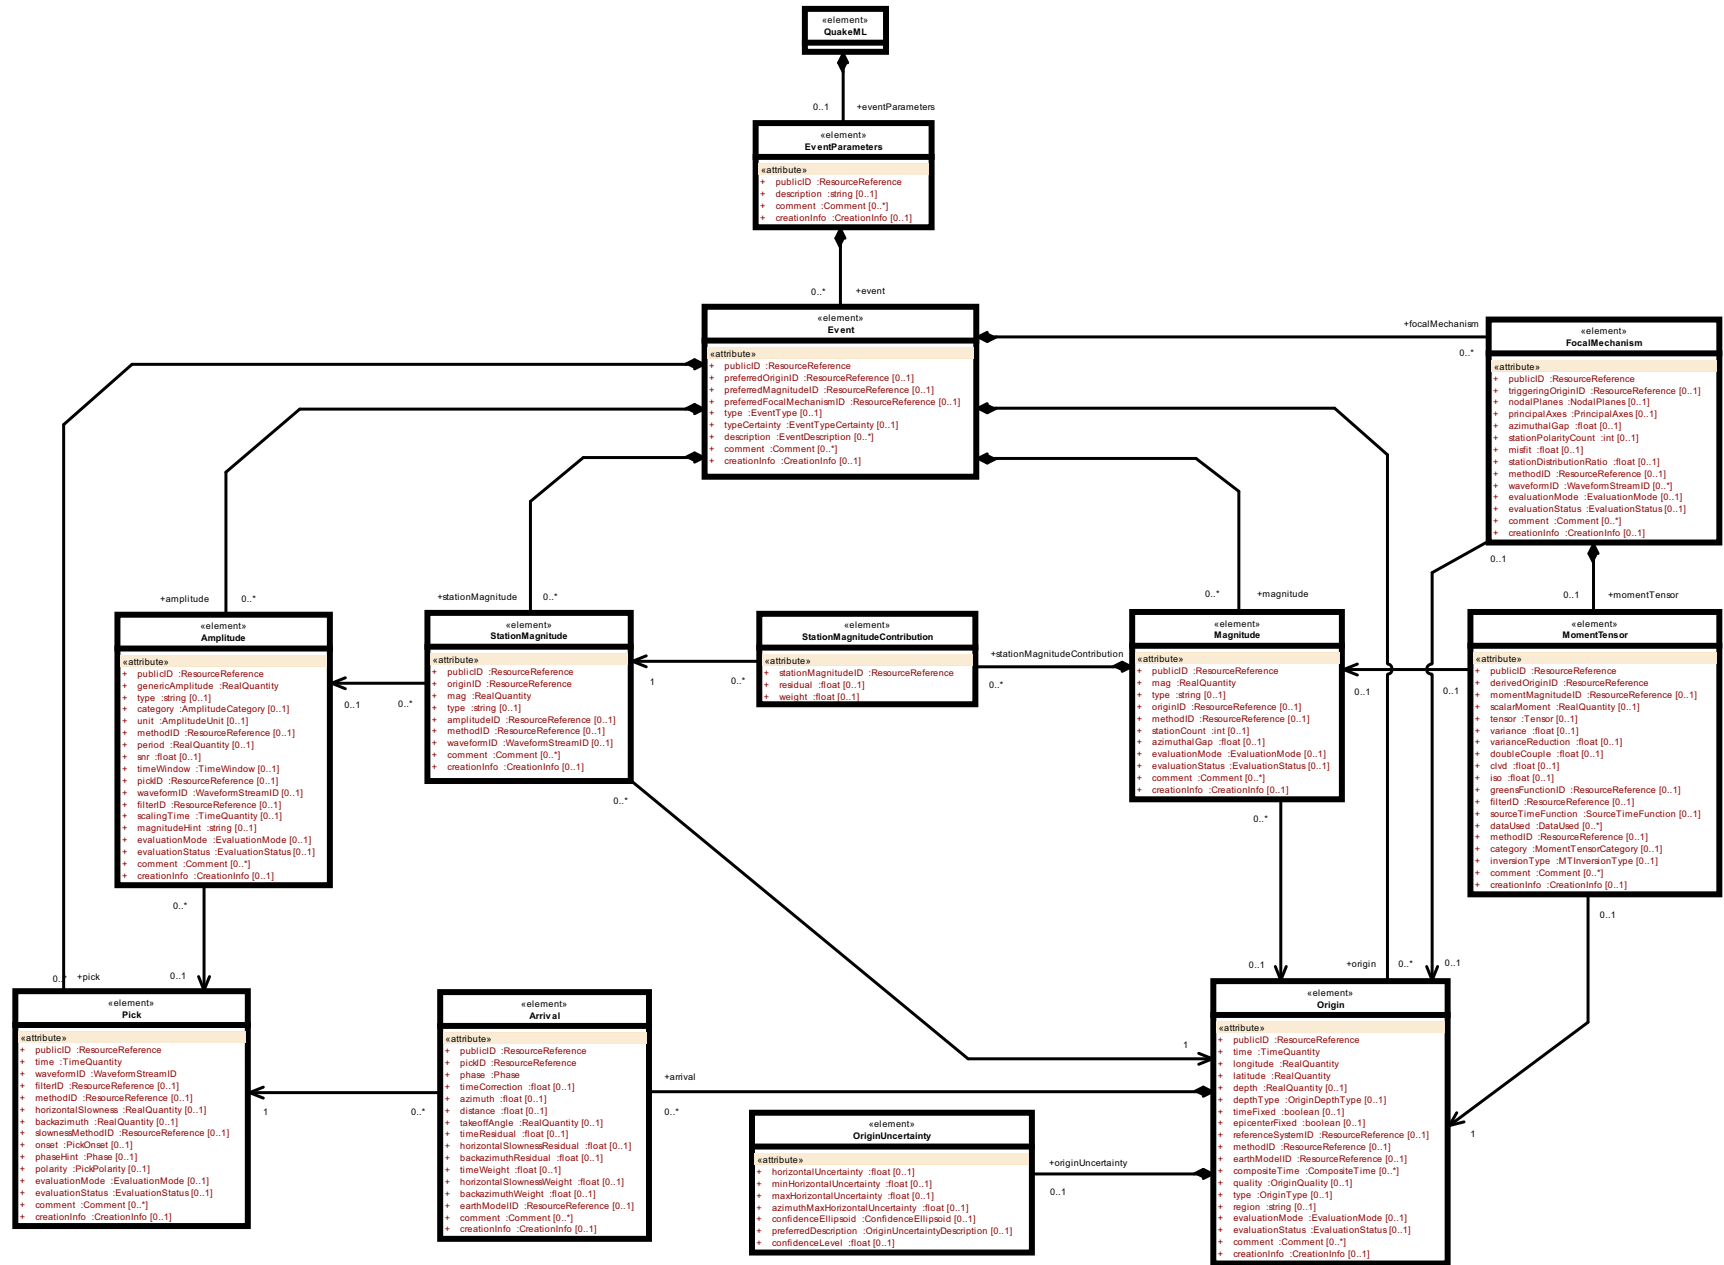 «element»
QuakeML
0..1 +eventParameters
«element»
EventParameters
«attribute»
+ publicID :ResourceReference
+ description :string [0..1]
+ comment :Comment [0..*]
+ creationInfo :CreationInfo [0..1]
0..* +event
«element»
Event
«attribute»
+ publicID :ResourceReference
+ preferredOriginID :ResourceReference [0..1]
+ preferredMagnitudeID :ResourceReference [0..1]
+ preferredFocalMechanismID :ResourceReference [0..1]
+ type :EventType [0..1]
+ typeCertainty :EventTypeCertainty [0..1]
+ description :EventDescription [0..*]
+ comment :Comment [0..*]
+ creationInfo :CreationInfo [0..1]
+focalMechanism
0..*
«element»
FocalMechanism
«attribute»
+ publicID :ResourceReference
+ triggeringOriginID :ResourceReference [0..1]
+ nodalPlanes :NodalPlanes [0..1]
+ principalAxes :PrincipalAxes [0..1]
+ azimuthalGap :float [0..1]
+ stationPolarityCount :int [0..1]
+ misfit :float [0..1]
+ stationDistributionRatio :float [0..1]
+ methodID :ResourceReference [0..1]
+ waveformID :WaveformStreamID [0..*]
+ evaluationMode :EvaluationMode [0..1]
+ evaluationStatus :EvaluationStatus [0..1]
+ comment :Comment [0..*]
+ creationInfo :CreationInfo [0..1]
0..1
0..1 +momentTensor
+amplitude 0..*
«element»
Amplitude
«attribute»
+ publicID :ResourceReference
+ genericAmplitude :RealQuantity
+ type :string [0..1]
+ category :AmplitudeCategory [0..1]
+ unit :AmplitudeUnit [0..1]
+ methodID :ResourceReference [0..1]
+ period :RealQuantity [0..1]
+ snr :float [0..1]
+ timeWindow :TimeWindow [0..1]
+ pickID :ResourceReference [0..1]
+ waveformID :WaveformStreamID [0..1]
+ filterID :ResourceReference [0..1]
+ scalingTime :TimeQuantity [0..1]
+ magnitudeHint :string [0..1]
+ evaluationMode :EvaluationMode [0..1]
+ evaluationStatus :EvaluationStatus [0..1]
+ comment :Comment [0..*]
+ creationInfo :CreationInfo [0..1]
0..1 0..*
+stationMagnitude 0..*
«element»
StationMagnitude
«attribute»
+ publicID :ResourceReference
+ originID :ResourceReference
+ mag :RealQuantity
+ type :string [0..1]
+ amplitudeID :ResourceReference [0..1]
+ methodID :ResourceReference [0..1]
+ waveformID :WaveformStreamID [0..1]
+ comment :Comment [0..*]
+ creationInfo :CreationInfo [0..1]
0..*
1 0..*
«element»
StationMagnitudeContribution
«attribute»
+ stationMagnitudeID :ResourceReference
+ residual :float [0..1]
+ weight :float [0..1]
+stationMagnitudeContribution
0..*
0..* +magnitude
«element»
Magnitude
«attribute»
+ publicID :ResourceReference
+ mag :RealQuantity
+ type :string [0..1]
+ originID :ResourceReference [0..1]
+ methodID :ResourceReference [0..1]
+ stationCount :int [0..1]
+ azimuthalGap :float [0..1]
+ evaluationMode :EvaluationMode [0..1]
+ evaluationStatus :EvaluationStatus [0..1]
+ comment :Comment [0..*]
+ creationInfo :CreationInfo [0..1]
0..*
0..1 0..1
«element»
MomentTensor
«attribute»
+ publicID :ResourceReference
+ derivedOriginID :ResourceReference
+ momentMagnitudeID :ResourceReference [0..1]
+ scalarMoment :RealQuantity [0..1]
+ tensor :Tensor [0..1]
+ variance :float [0..1]
+ varianceReduction :float [0..1]
+ doubleCouple :float [0..1]
+ clvd :float [0..1]
+ iso :float [0..1]
+ greensFunctionID :ResourceReference [0..1]
+ filterID :ResourceReference [0..1]
+ sourceTimeFunction :SourceTimeFunction [0..1]
+ dataUsed :DataUsed [0..*]
+ methodID :ResourceReference [0..1]
+ category :MomentTensorCategory [0..1]
+ inversionType :MTInversionType [0..1]
+ comment :Comment [0..*]
+ creationInfo :CreationInfo [0..1]
0..1
0..*
0..1
0..* +pick
«element»
Pick
«attribute»
+ publicID :ResourceReference
+ time :TimeQuantity
+ waveformID :WaveformStreamID
+ filterID :ResourceReference [0..1]
+ methodID :ResourceReference [0..1]
+ horizontalSlowness :RealQuantity [0..1]
+ backazimuth :RealQuantity [0..1]
+ slownessMethodID :ResourceReference [0..1]
+ onset :PickOnset [0..1]
+ phaseHint :Phase [0..1]
+ polarity :PickPolarity [0..1]
+ evaluationMode :EvaluationMode [0..1]
+ evaluationStatus :EvaluationStatus [0..1]
+ comment :Comment [0..*]
+ creationInfo :CreationInfo [0..1]
1 0..*
«element»
Arrival
«attribute»
+ publicID :ResourceReference
+ pickID :ResourceReference
+ phase :Phase
+ timeCorrection :float [0..1]
+ azimuth :float [0..1]
+ distance :float [0..1]
+ takeoffAngle :RealQuantity [0..1]
+ timeResidual :float [0..1]
+ horizontalSlownessResidual :float [0..1]
+ backazimuthResidual :float [0..1]
+ timeWeight :float [0..1]
+ horizontalSlownessWeight :float [0..1]
+ backazimuthWeight :float [0..1]
+ earthModelID :ResourceReference [0..1]
+ comment :Comment [0..*]
+ creationInfo :CreationInfo [0..1]
+arrival
0..*
1
«element»
OriginUncertainty
«attribute»
+ horizontalUncertainty :float [0..1]
+ minHorizontalUncertainty :float [0..1]
+ maxHorizontalUncertainty :float [0..1]
+ azimuthMaxHorizontalUncertainty :float [0..1]
+ confidenceEllipsoid :ConfidenceEllipsoid [0..1]
+ preferredDescription :OriginUncertaintyDescription [0..1]
+ confidenceLevel :float [0..1]
+originUncertainty
0..1
0..1 +origin 0..* 0..1
«element»
Origin
«attribute»
+ publicID :ResourceReference
+ time :TimeQuantity
+ longitude :RealQuantity
+ latitude :RealQuantity
+ depth :RealQuantity [0..1]
+ depthType :OriginDepthType [0..1]
+ timeFixed :boolean [0..1]
+ epicenterFixed :boolean [0..1]
+ referenceSystemID :ResourceReference [0..1]
+ methodID :ResourceReference [0..1]
+ earthModelID :ResourceReference [0..1]
+ compositeTime :CompositeTime [0..*]
+ quality :OriginQuality [0..1]
+ type :OriginType [0..1]
+ region :string [0..1]
+ evaluationMode :EvaluationMode [0..1]
+ evaluationStatus :EvaluationStatus [0..1]
+ comment :Comment [0..*]
+ creationInfo :CreationInfo [0..1]
1